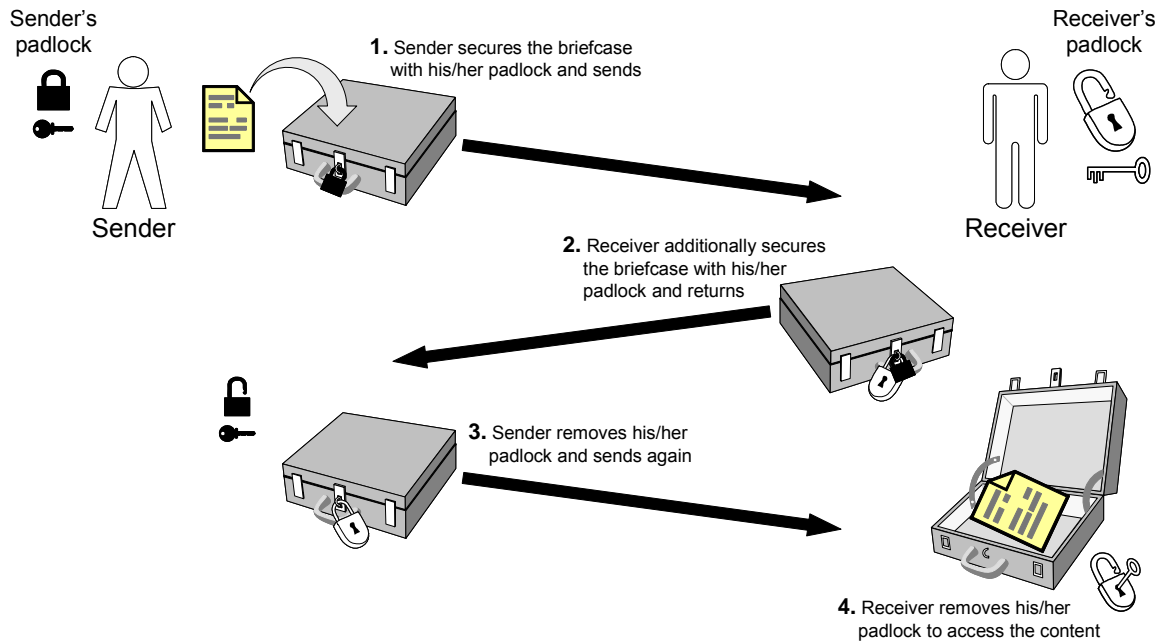 Sender's
padlock
1. Sender secures the briefcase
with his/her padlock and sends
Receiver's
padlock
Sender
Receiver
2. Receiver additionally secures
the briefcase with his/her
padlock and returns
3. Sender removes his/her
padlock and sends again
4. Receiver removes his/her
padlock to access the content